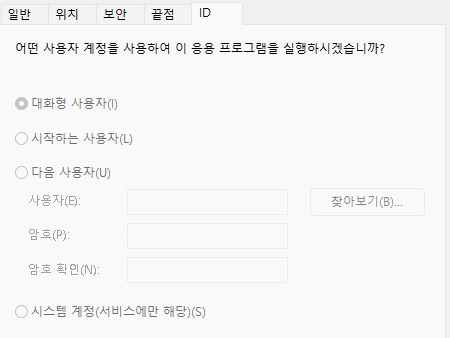 일반 위치 보안 끝점 ID
어떤 사용자 계정을 사용하여 이 응용 프로그램을 실행하시겠습니까?
대화형 사용자(I)
시작하는 사용자(L)
다음 사용자(U)
사용자(E): 찾아보기(B)...
암호(P):
암호 확인(N):
시스템 계정(서비스에만 해당)(S)